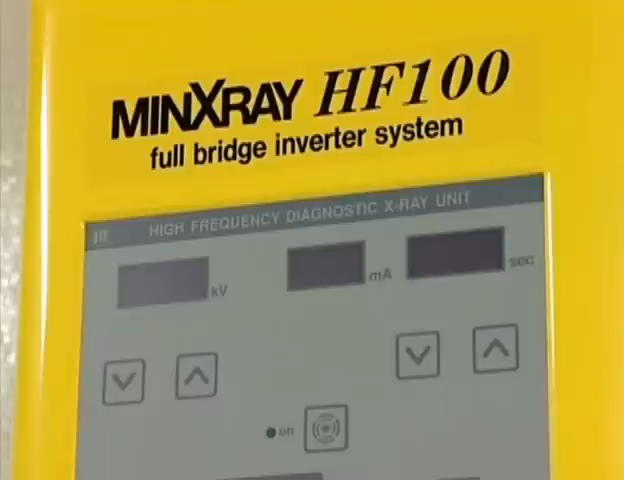 MINXRAY HF100
full bridge inverter system
HIGH FREQUENCY DIAGNOSTIC X-RAY UNIT
kV
mA
sec
on